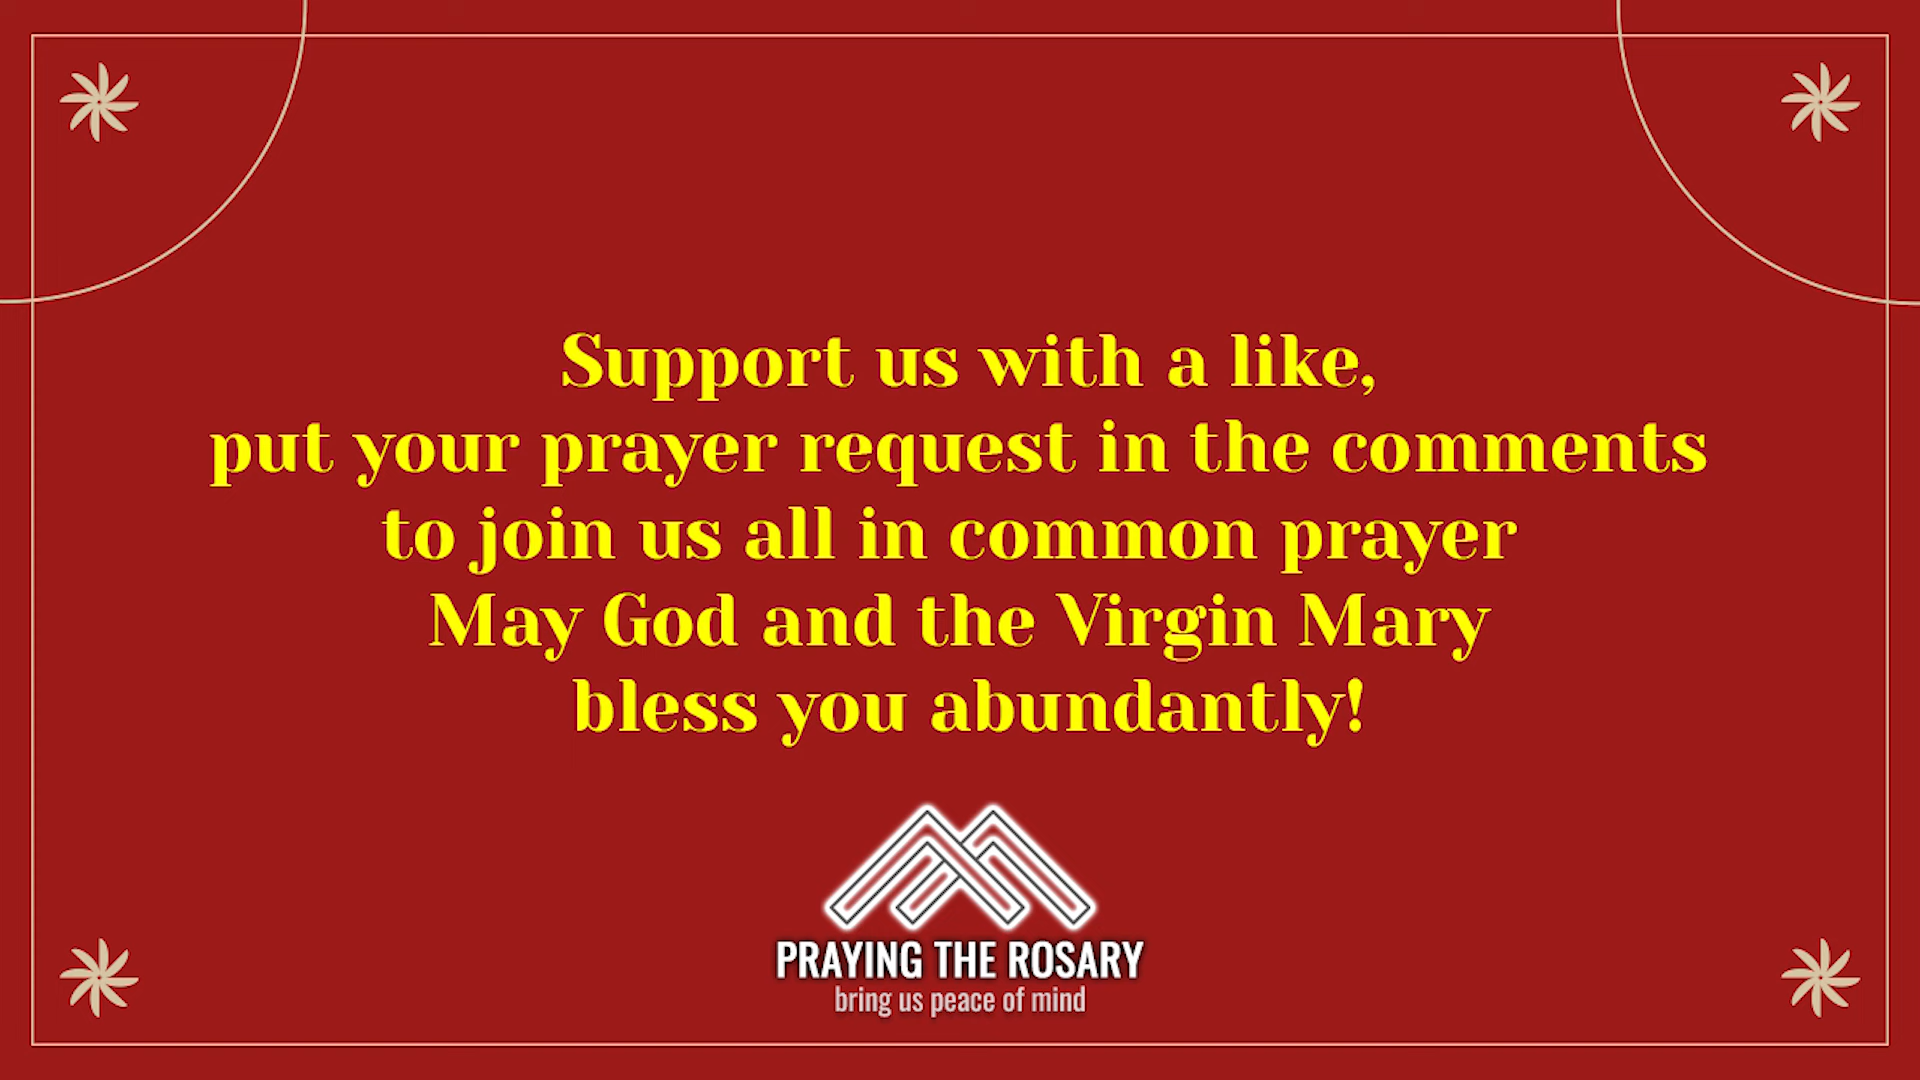 Support us with a like,
put your prayer request in the comments
to join us all in common prayer
May God and the Virgin Mary
bless you abundantly!
PRAYING THE ROSARY
bring us peace of mind